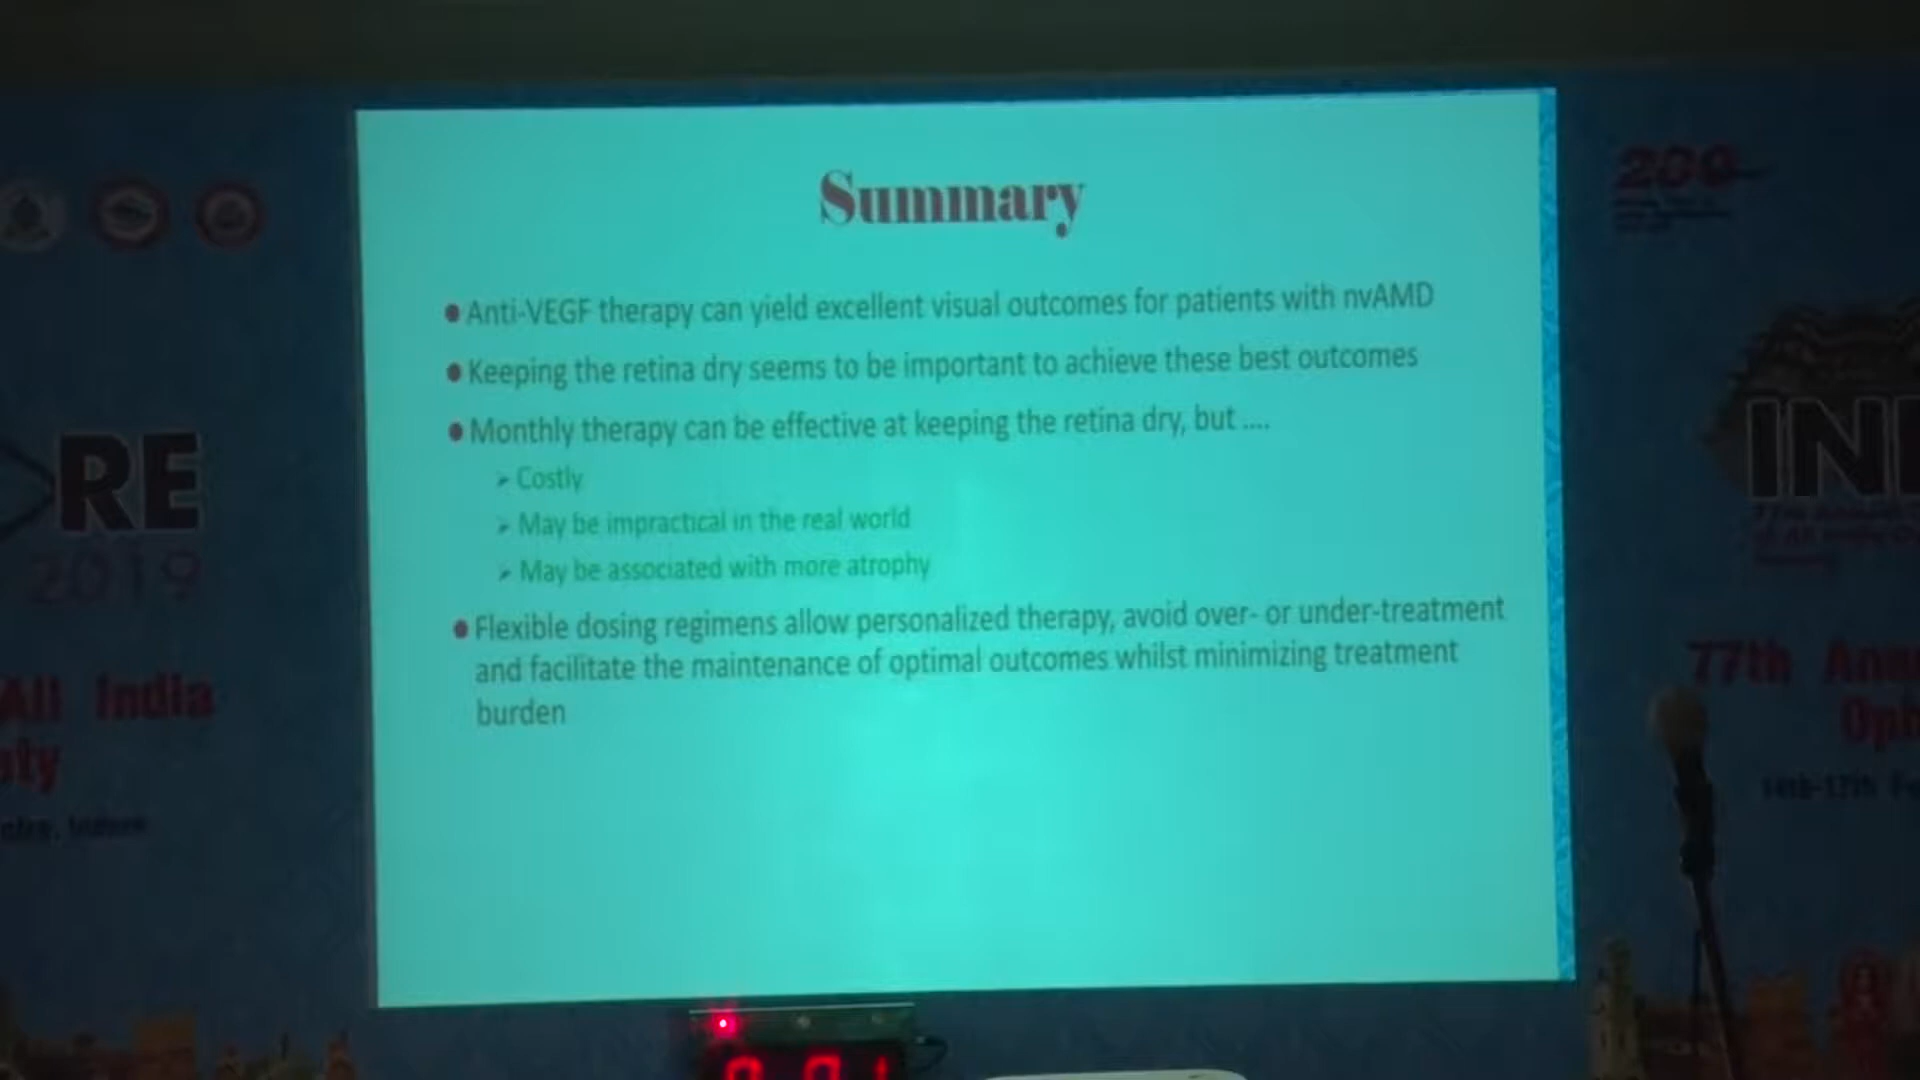 Summary
● Anti-VEGF therapy can yield excellent visual outcomes for patients with nvAMD
● Keeping the retina dry seems to be important to achieve these best outcomes
● Monthly therapy can be effective at keeping the retina dry, but ....
➢ Costly
➢ May be impractical in the real world
➢ May be associated with more atrophy
● Flexible dosing regimens allow personalized therapy, avoid over- or under-treatment
and facilitate the maintenance of optimal outcomes whilst minimizing treatment
burden
RE
2019
All India
200
IN
77th